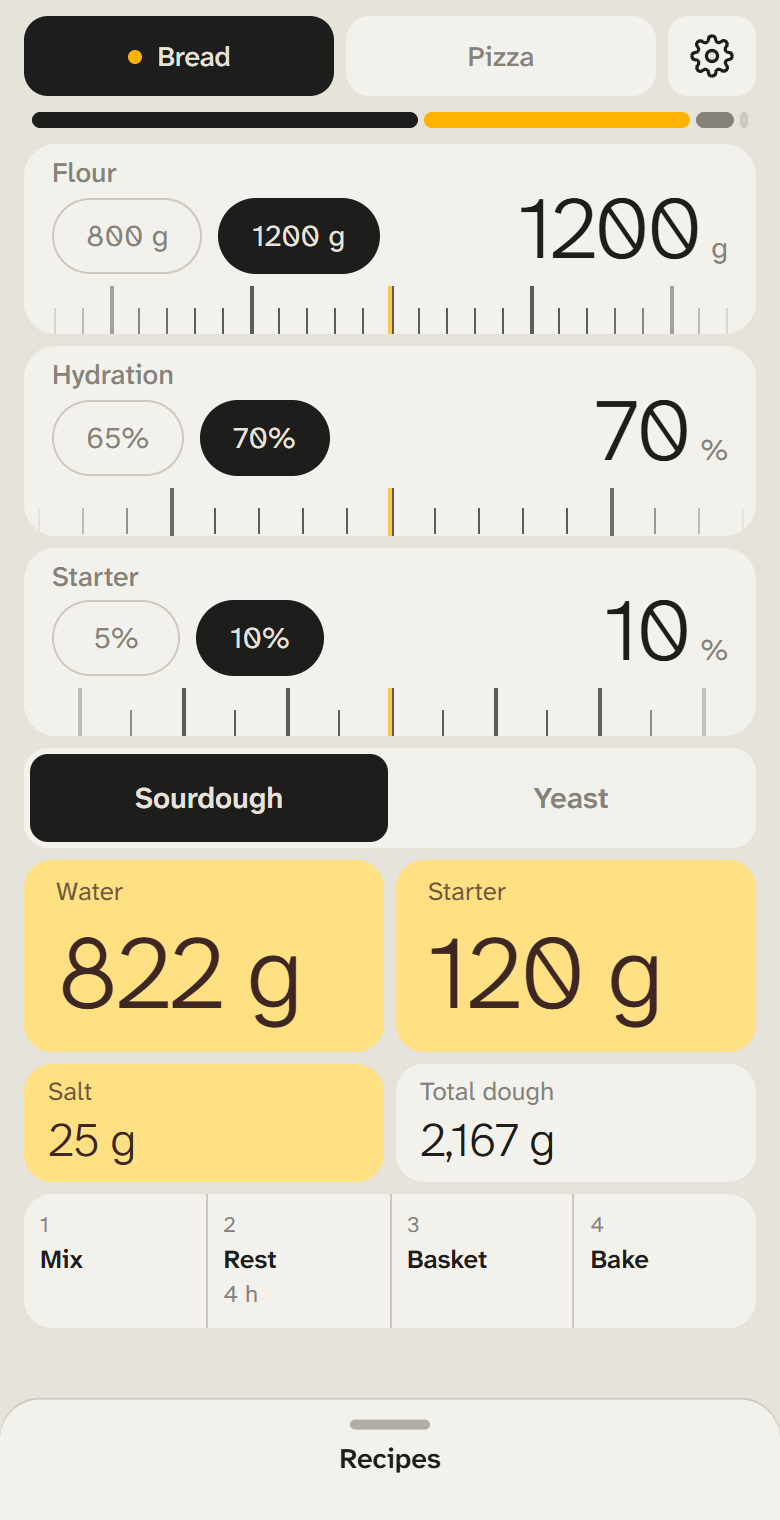 Bread
Pizza
Flour
800 g
1200 g
1200 g
Hydration
65%
70%
70 %
Starter
5%
10%
10 %
Sourdough
Yeast
Water
822 g
Starter
120 g
Salt
25 g
Total dough
2,167 g
1
Mix
2
Rest
4 h
3
Basket
4
Bake
Recipes